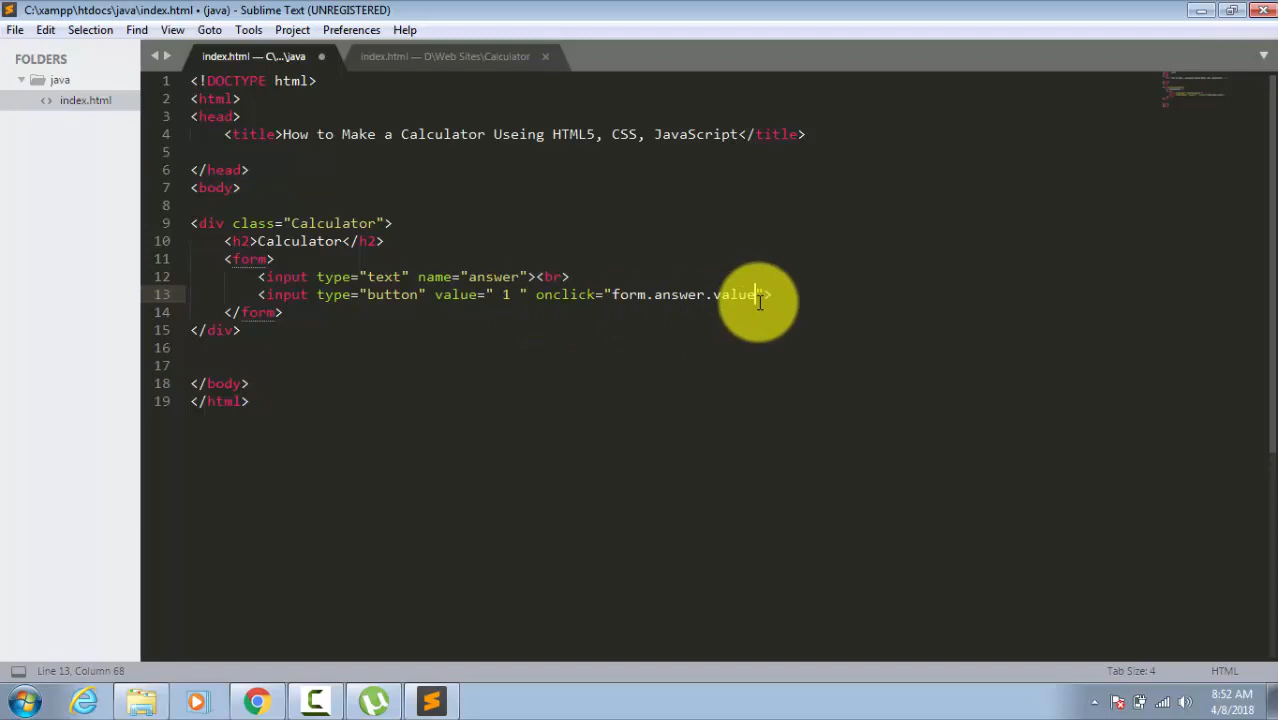 C:\xampp\htdocs\java\index.html • (java) - Sublime Text (UNREGISTERED)
File Edit Selection Find View Goto Tools Project Preferences Help
FOLDERS
java
<> index.html
index.html — C\...\java
index.html — D\Web Sites\Calculator ×
1 <!DOCTYPE html>
2 <html>
3 <head>
4 <title>How to Make a Calculator Useing HTML5, CSS, JavaScript</title>
5
6 </head>
7 <body>
8
9 <div class="Calculator">
10 <h2>Calculator</h2>
11 <form>
12 <input type="text" name="answer"><br>
13 <input type="button" value=" 1 " onclick="form.answer.value">
14 </form>
15 </div>
16
17
18 </body>
19 </html>
Line 13, Column 68
Tab Size: 4
HTML
8:52 AM
4/8/2018